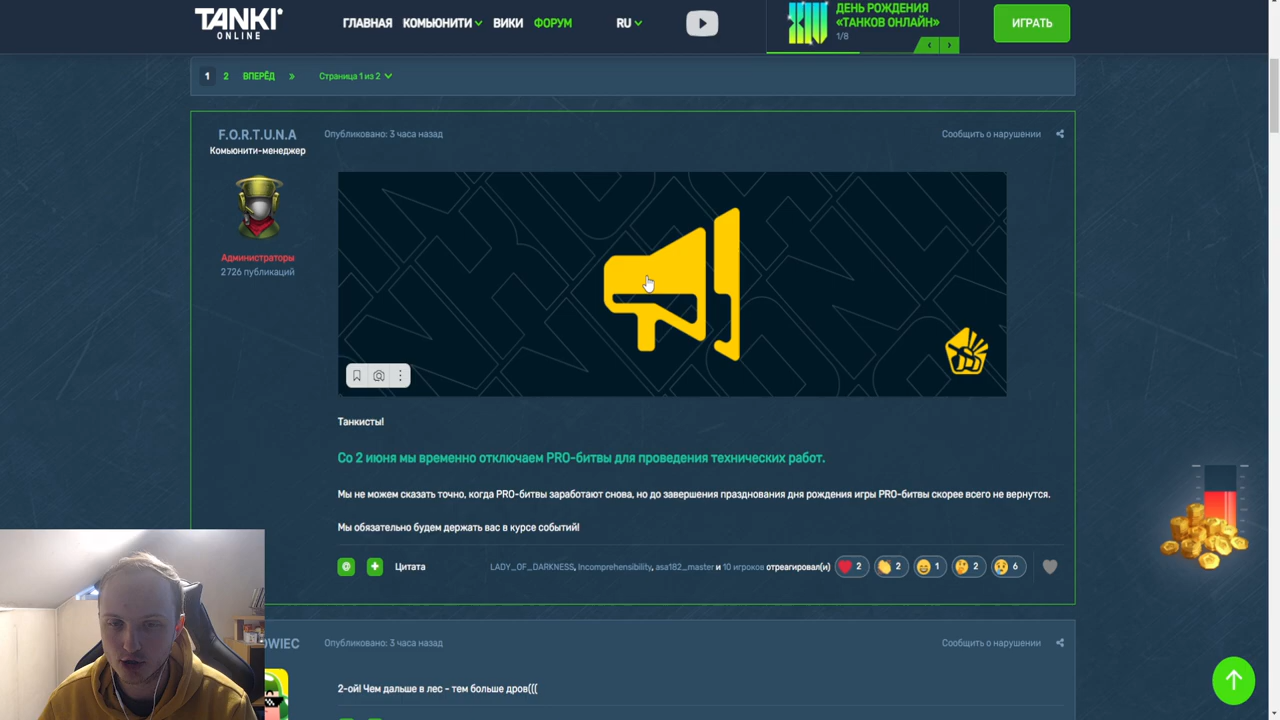 TANKI
ONLINE
ГЛАВНАЯ
КОМЬЮНИТИ
ВИКИ
ФОРУМ
RU
ДЕНЬ РОЖДЕНИЯ
«ТАНКОВ ОНЛАЙН»
1/8
ИГРАТЬ
1 2 ВПЕРЁД » Страница 1 из 2
F.O.R.T.U.N.A
Комьюнити-менеджер
Администраторы
2 726 публикаций
Опубликовано: 3 часа назад
Сообщить о нарушении
Танкисты!
Со 2 июня мы временно отключаем PRO-битвы для проведения технических работ.
Мы не можем сказать точно, когда PRO-битвы заработают снова, но до завершения празднования дня рождения игры PRO-битвы скорее всего не вернутся.
Мы обязательно будем держать вас в курсе событий!
Цитата
LADY_OF_DARKNESS, Incomprehensibility, asa182_master и 10 игроков отреагировал(и)
2 2 1 2 6
OWIEC
Опубликовано: 3 часа назад
Сообщить о нарушении
2-ой! Чем дальше в лес - тем больше дров(((